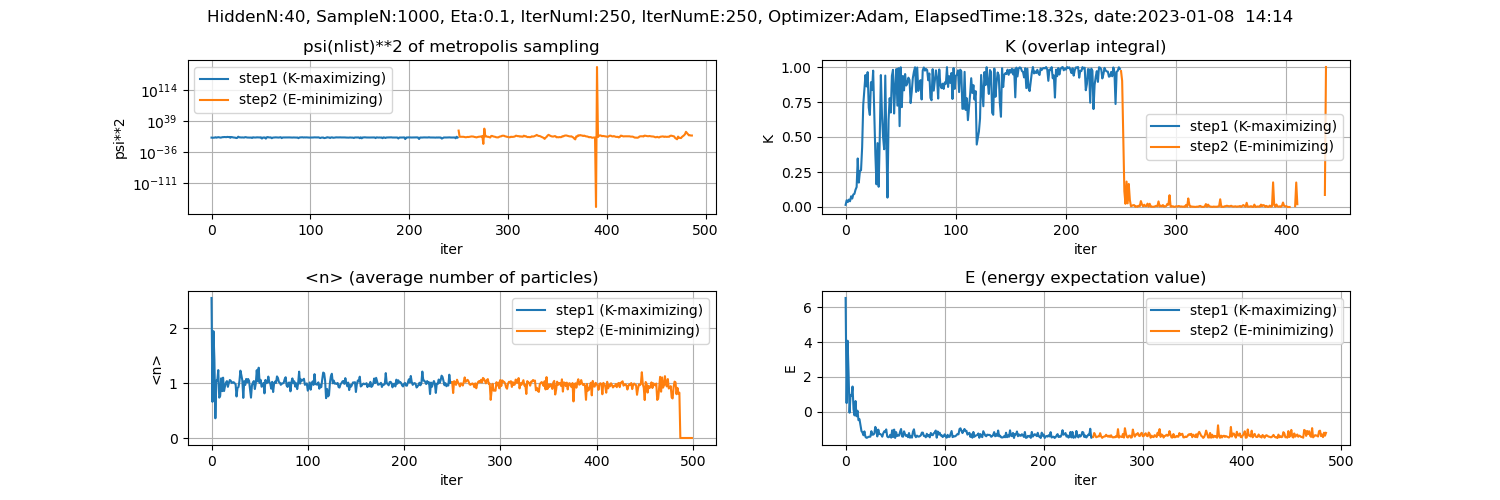 HiddenN:40, SampleN:1000, Eta:0.1, IterNumI:250, IterNumE:250, Optimizer:Adam, ElapsedTime:18.32s, date:2023-01-08  14:14
psi(nlist)**2 of metropolis sampling
step1 (K-maximizing)
step2 (E-minimizing)
psi**2
10^114
10^39
10^−36
10^−111
0 100 200 300 400 500
iter
K (overlap integral)
step1 (K-maximizing)
step2 (E-minimizing)
K
1.00
0.75
0.50
0.25
0.00
0 100 200 300 400
iter
<n> (average number of particles)
step1 (K-maximizing)
step2 (E-minimizing)
<n>
2
1
0
0 100 200 300 400 500
iter
E (energy expectation value)
step1 (K-maximizing)
step2 (E-minimizing)
E
6
4
2
0
0 100 200 300 400 500
iter